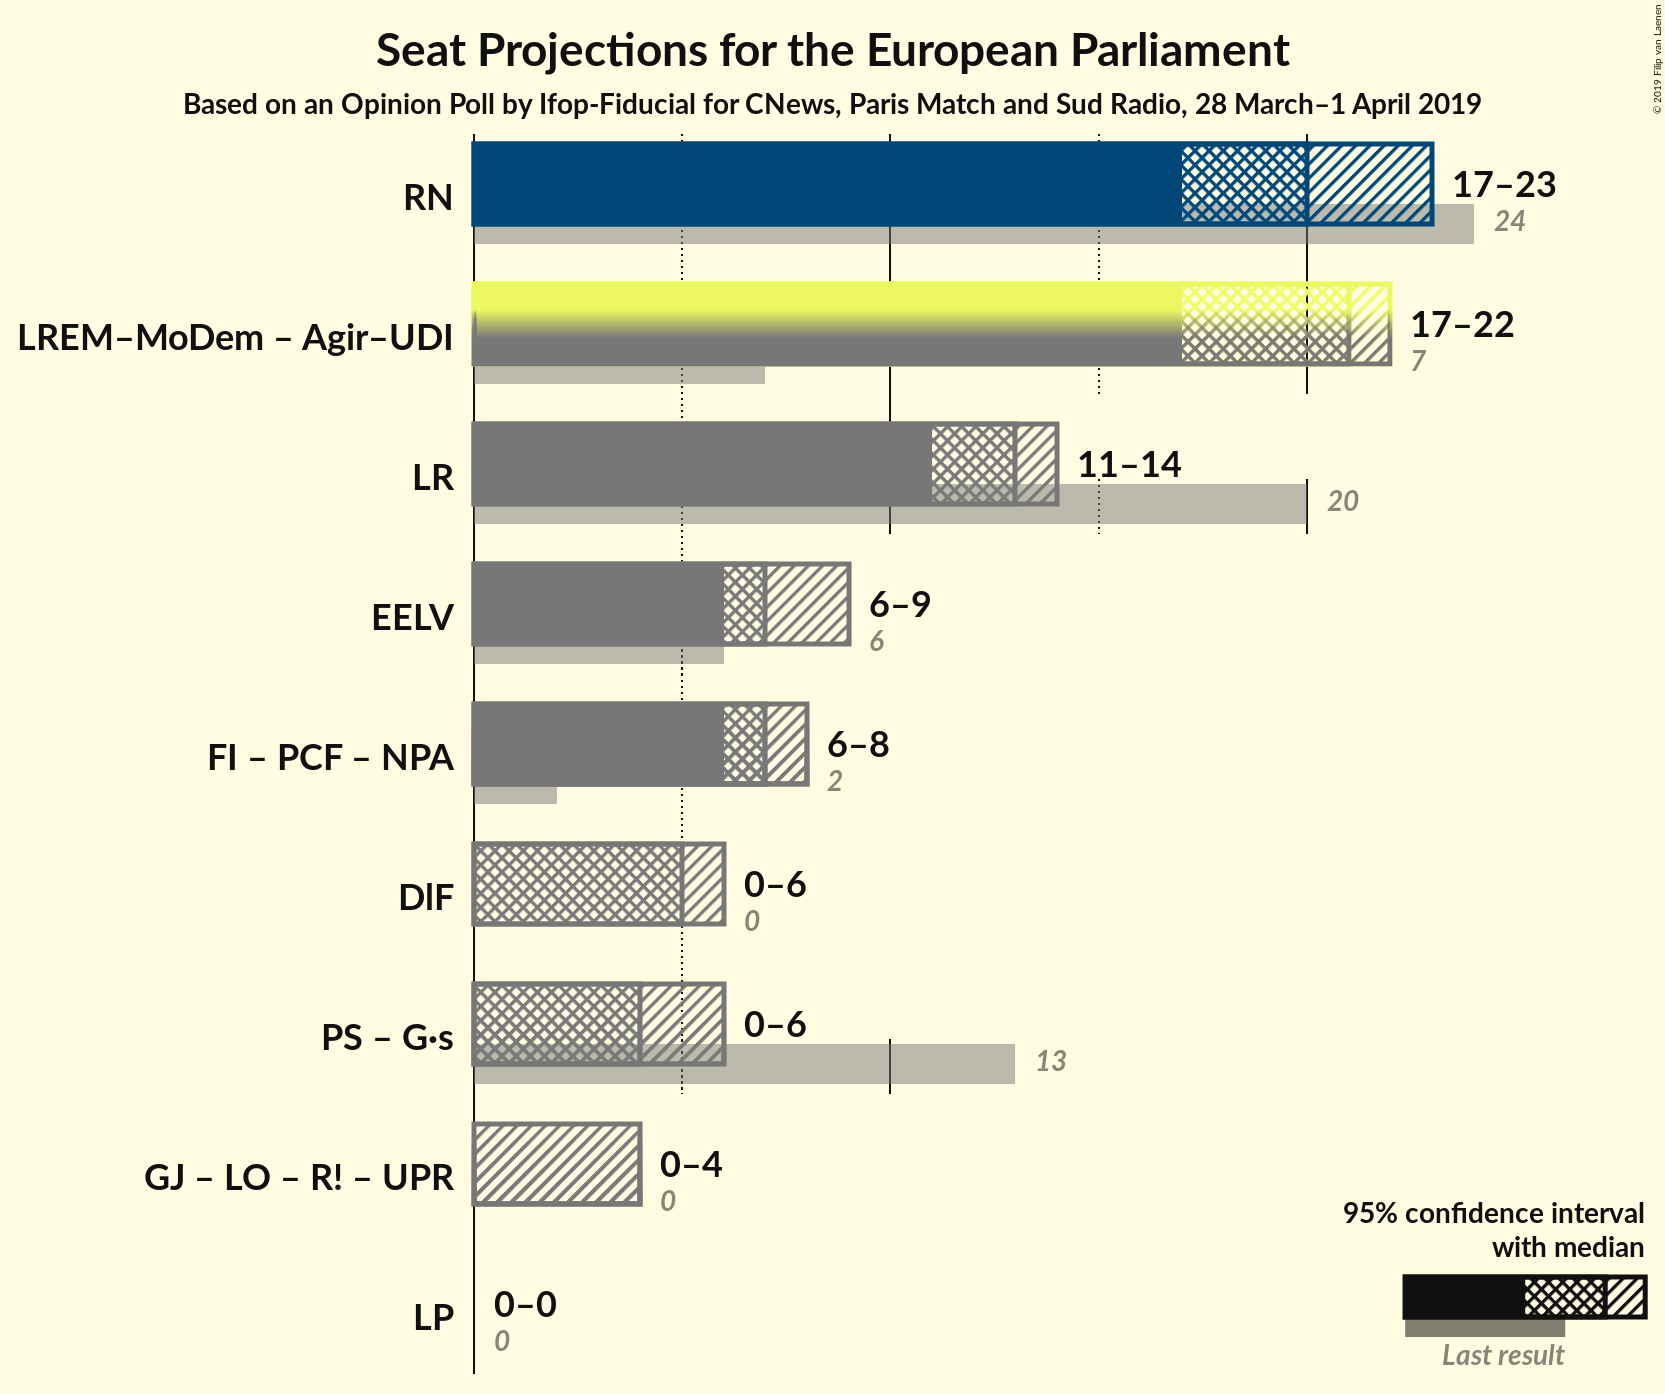 Seat Projections for the European Parliament
Based on an Opinion Poll by Ifop-Fiducial for CNews, Paris Match and Sud Radio, 28 March–1 April 2019
© 2019 Filip van Laenen
RN
17–23
24
LREM–MoDem – Agir–UDI
17–22
7
LR
11–14
20
EELV
6–9
6
FI – PCF – NPA
6–8
2
DlF
0–6
0
PS – G·s
0–6
13
GJ – LO – R! – UPR
0–4
0
LP
0–0
0
95% confidence interval
with median
Last result